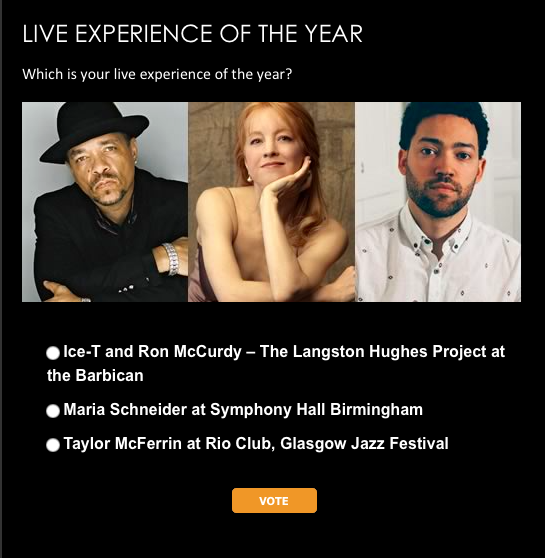 LIVE EXPERIENCE OF THE YEAR
Which is your live experience of the year?
Ice-T and Ron McCurdy – The Langston Hughes Project at
the Barbican
Maria Schneider at Symphony Hall Birmingham
Taylor McFerrin at Rio Club, Glasgow Jazz Festival
VOTE